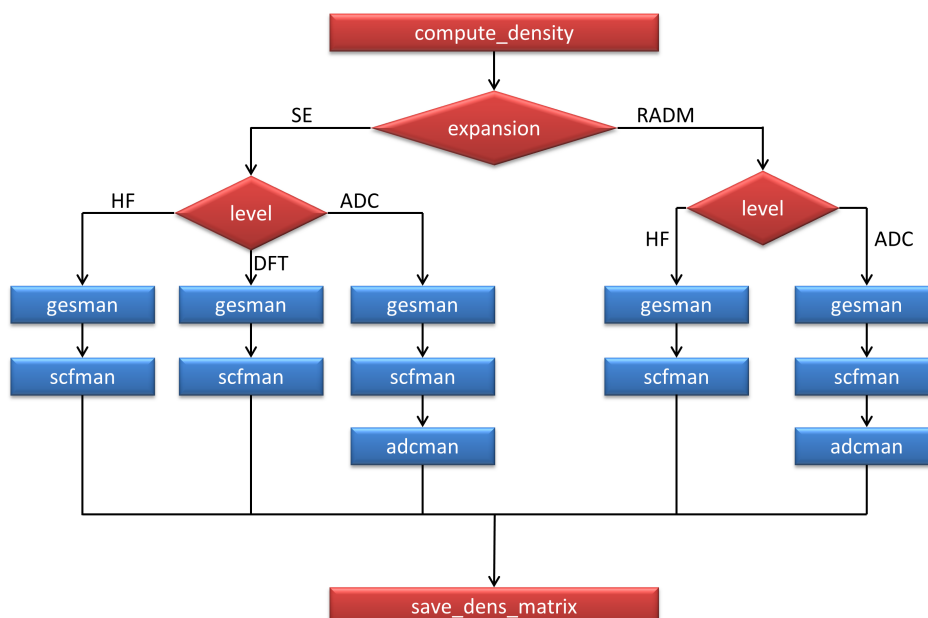 compute_density
SE
expansion
RADM
HF
level
ADC
level
HF
ADC
DFT
gesman
gesman
gesman
gesman
gesman
scfman
scfman
scfman
scfman
scfman
adcman
adcman
save_dens_matrix